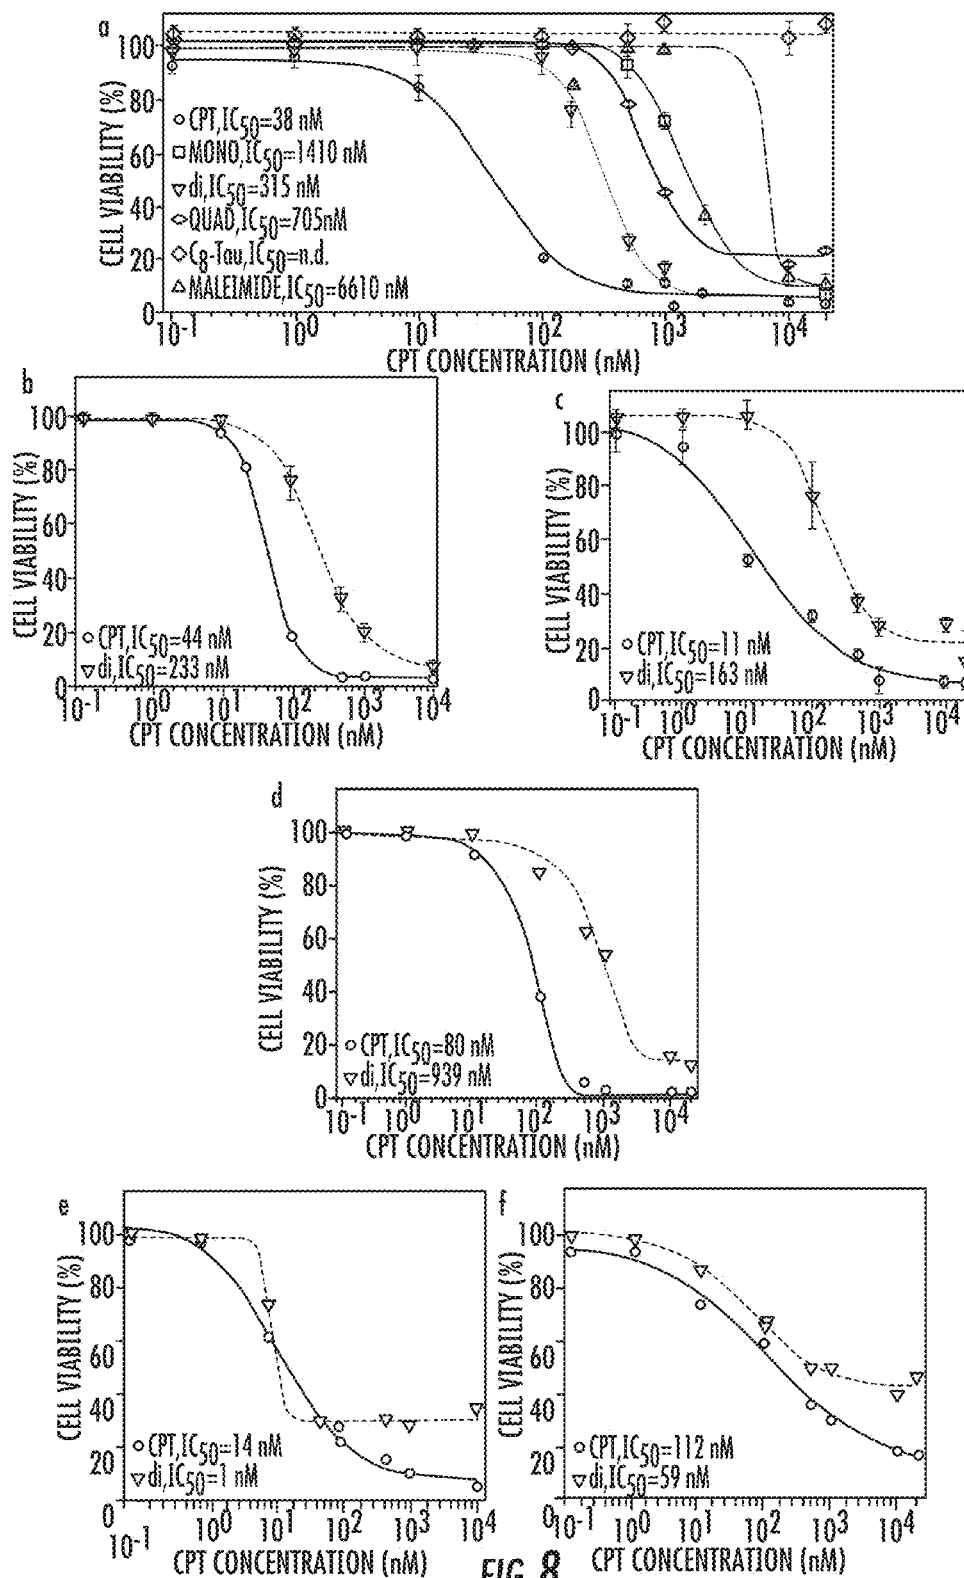 a
CELL VIABILITY (%)
100
80
60
40
20
0
CPT,IC50=38 nM
MONO,IC50=1410 nM
di,IC50=315 nM
QUAD,IC50=705nM
C8-Tau,IC50=n.d.
MALEIMIDE,IC50=6610 nM
10-1 100 101 102 103 104
CPT CONCENTRATION (nM)
b
CELL VIABILITY (%)
100
80
60
40
20
0
CPT,IC50=44 nM
di,IC50=233 nM
10-1 100 101 102 103 104
CPT CONCENTRATION (nM)
c
CELL VIABILITY (%)
100
80
60
40
20
0
CPT,IC50=11 nM
di,IC50=163 nM
10-1 100 101 102 103 104
CPT CONCENTRATION (nM)
d
CELL VIABILITY (%)
100
80
60
40
20
0
CPT,IC50=80 nM
di,IC50=939 nM
10-1 100 101 102 103 104
CPT CONCENTRATION (nM)
e
CELL VIABILITY (%)
100
80
60
40
20
0
CPT,IC50=14 nM
di,IC50=1 nM
10-1 100 101 102 103 104
CPT CONCENTRATION (nM)
f
CELL VIABILITY (%)
100
80
60
40
20
0
CPT,IC50=112 nM
di,IC50=59 nM
10-1 100 101 102 103 104
CPT CONCENTRATION (nM)
FIG. 8